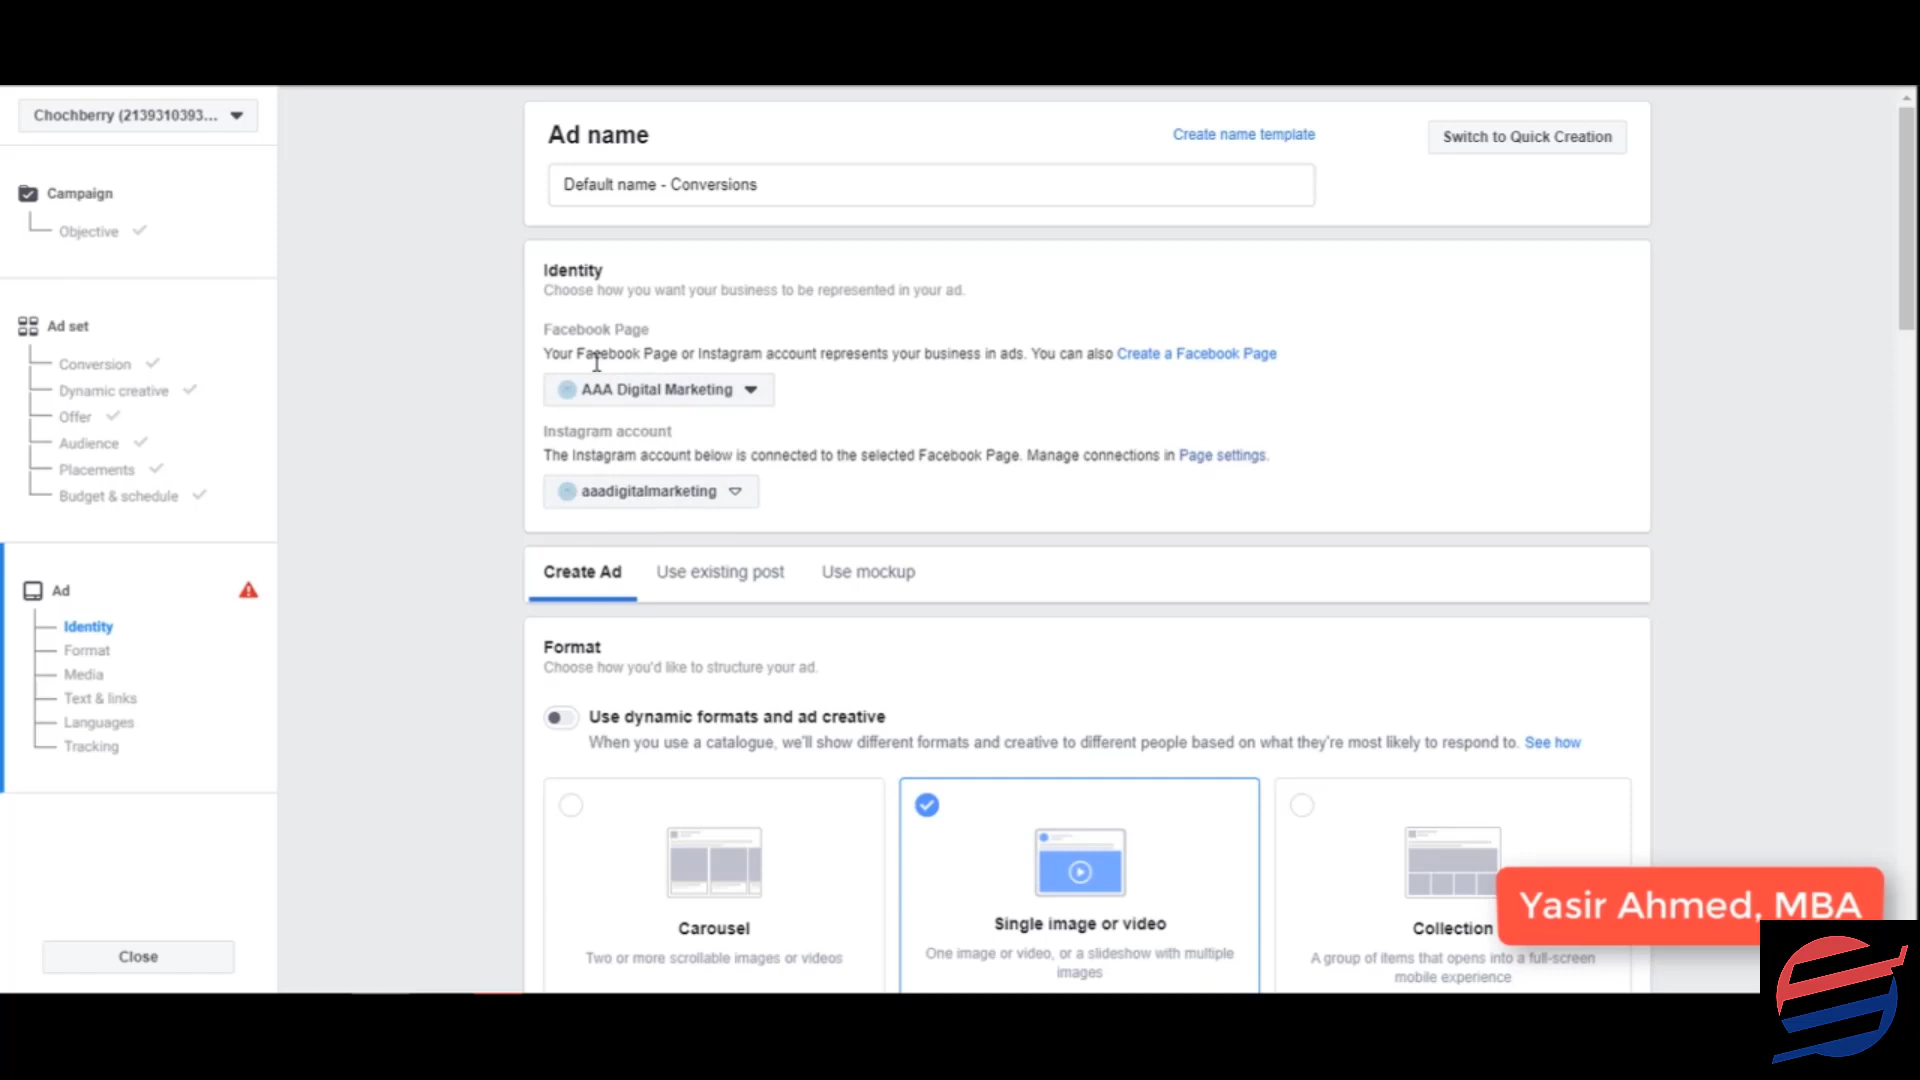 Chochberry (2139310393...
Campaign
Objective
Ad set
Conversion
Dynamic creative
Offer
Audience
Placements
Budget & schedule
Ad
Identity
Format
Media
Text & links
Languages
Tracking
Close
Ad name
Create name template
Switch to Quick Creation
Default name - Conversions
Identity
Choose how you want your business to be represented in your ad.
Facebook Page
Your Facebook Page or Instagram account represents your business in ads. You can also Create a Facebook Page
AAA Digital Marketing
Instagram account
The Instagram account below is connected to the selected Facebook Page. Manage connections in Page settings.
aaadigitalmarketing
Create Ad Use existing post Use mockup
Format
Choose how you'd like to structure your ad.
Use dynamic formats and ad creative
When you use a catalogue, we'll show different formats and creative to different people based on what they're most likely to respond to. See how
Carousel
Two or more scrollable images or videos
Single image or video
One image or video, or a slideshow with multiple
images
Collection
A group of items that opens into a full-screen
mobile experience
Yasir Ahmed, MBA